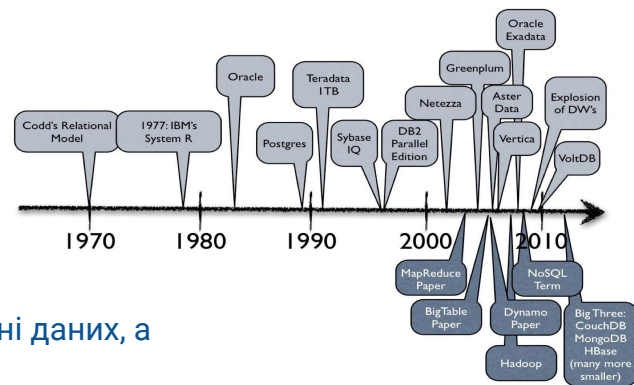 Oracle
Exadata
Oracle
Teradata
1TB
Greenplum
Netezza
Aster
Data
Explosion
of DW's
Codd's Relational
Model
1977: IBM's
System R
Postgres
Sybase
IQ
DB2
Parallel
Edition
Vertica
VoltDB
1970
1980
1990
2000
2010
MapReduce
Paper
NoSQL
Term
BigTable
Paper
Dynamo
Paper
Hadoop
Big Three:
CouchDB
MongoDB
HBase
(many more
smaller)
ні даних, а